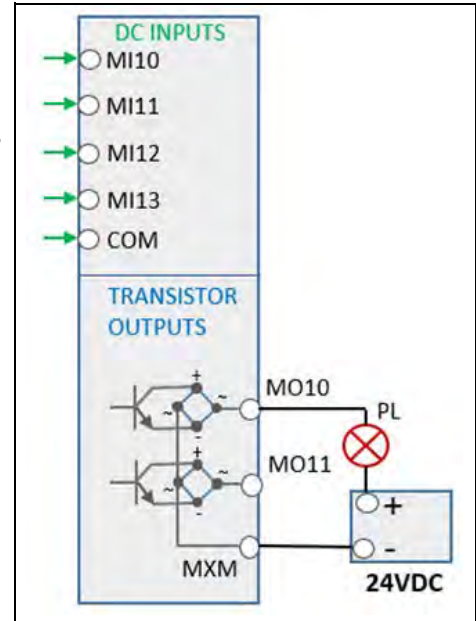 DC INPUTS
MI10
MI11
MI12
MI13
COM
TRANSISTOR
OUTPUTS
+
~ ~
-
MO10
PL
+
~ ~
-
MO11
MXM
+
-
24VDC